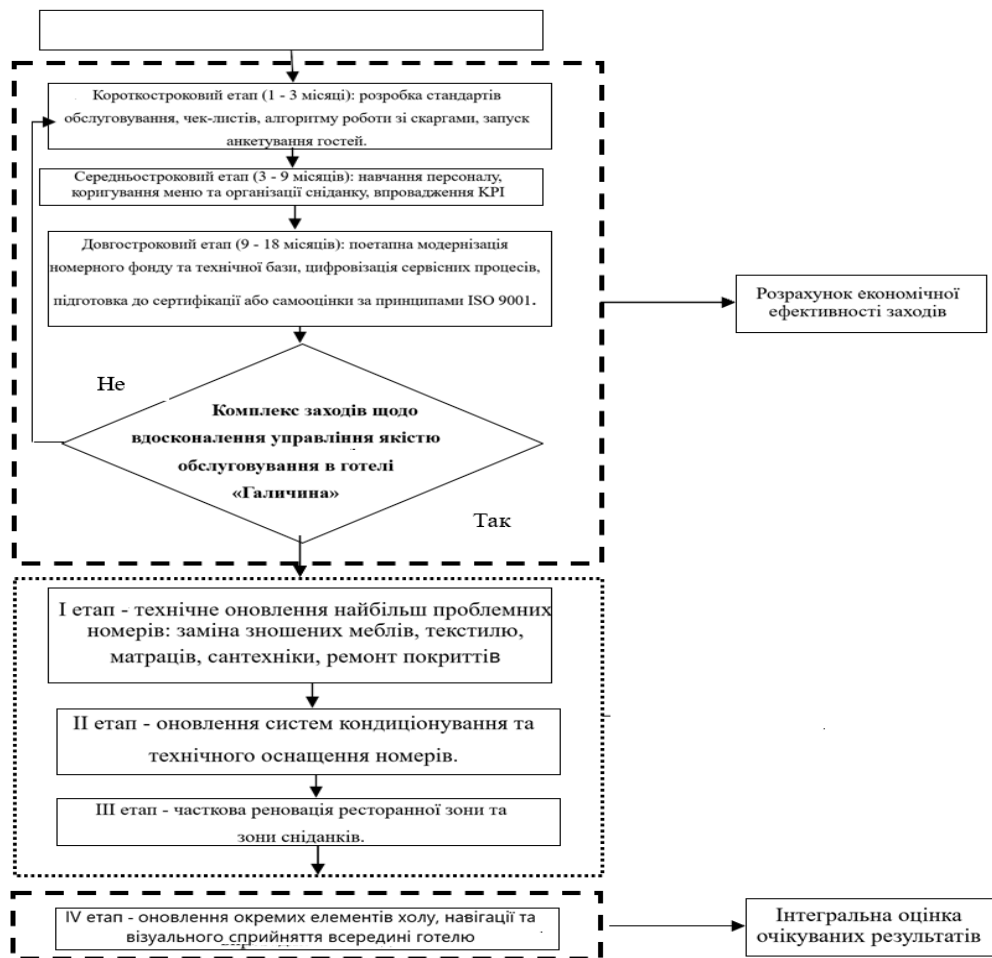 Короткостроковий етап (1 - 3 місяці): розробка стандартів
обслуговування, чек-листів, алгоритму роботи зі скаргами, запуск
анкетування гостей.
Середньостроковий етап (3 - 9 місяців): навчання персоналу,
коригування меню та організації сніданку, впровадження KPI
Довгостроковий етап (9 - 18 місяців): поетапна модернізація
номерного фонду та технічної бази, цифровізація сервісних процесів,
підготовка до сертифікації або самооцінки за принципами ISO 9001.
Розрахунок економічної
ефективності заходів
Не
Комплекс заходів щодо
вдосконалення управління якістю
обслуговування в готелі
«Галичина»
Так
І етап - технічне оновлення найбільш проблемних
номерів: заміна зношених меблів, текстилю,
матраців, сантехніки, ремонт покриттів
ІІ етап - оновлення систем кондиціонування та
технічного оснащення номерів.
ІІІ етап - часткова реновація ресторанної зони та
зони сніданків.
IV етап - оновлення окремих елементів холу, навігації та
візуального сприйняття всередині готелю
Інтегральна оцінка
очікуваних результатів